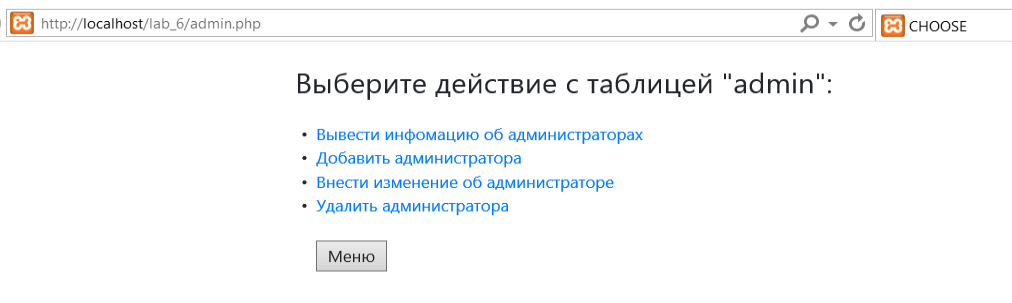 http://localhost/lab_6/admin.php
CHOOSE
Выберите действие с таблицей "admin":
• Вывести инфомацию об администраторах
• Добавить администратора
• Внести изменение об администраторе
• Удалить администратора
Меню